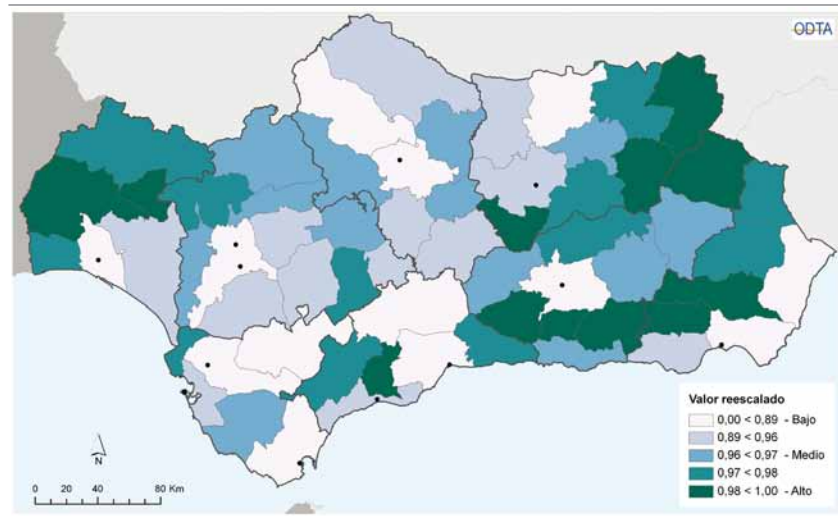 ODTA
Valor reescalado
0,00 < 0,89 - Bajo
0,89 < 0,96
0,96 < 0,97 - Medio
0,97 < 0,98
0,98 < 1,00 - Alto
N
0 20 40 80 Km